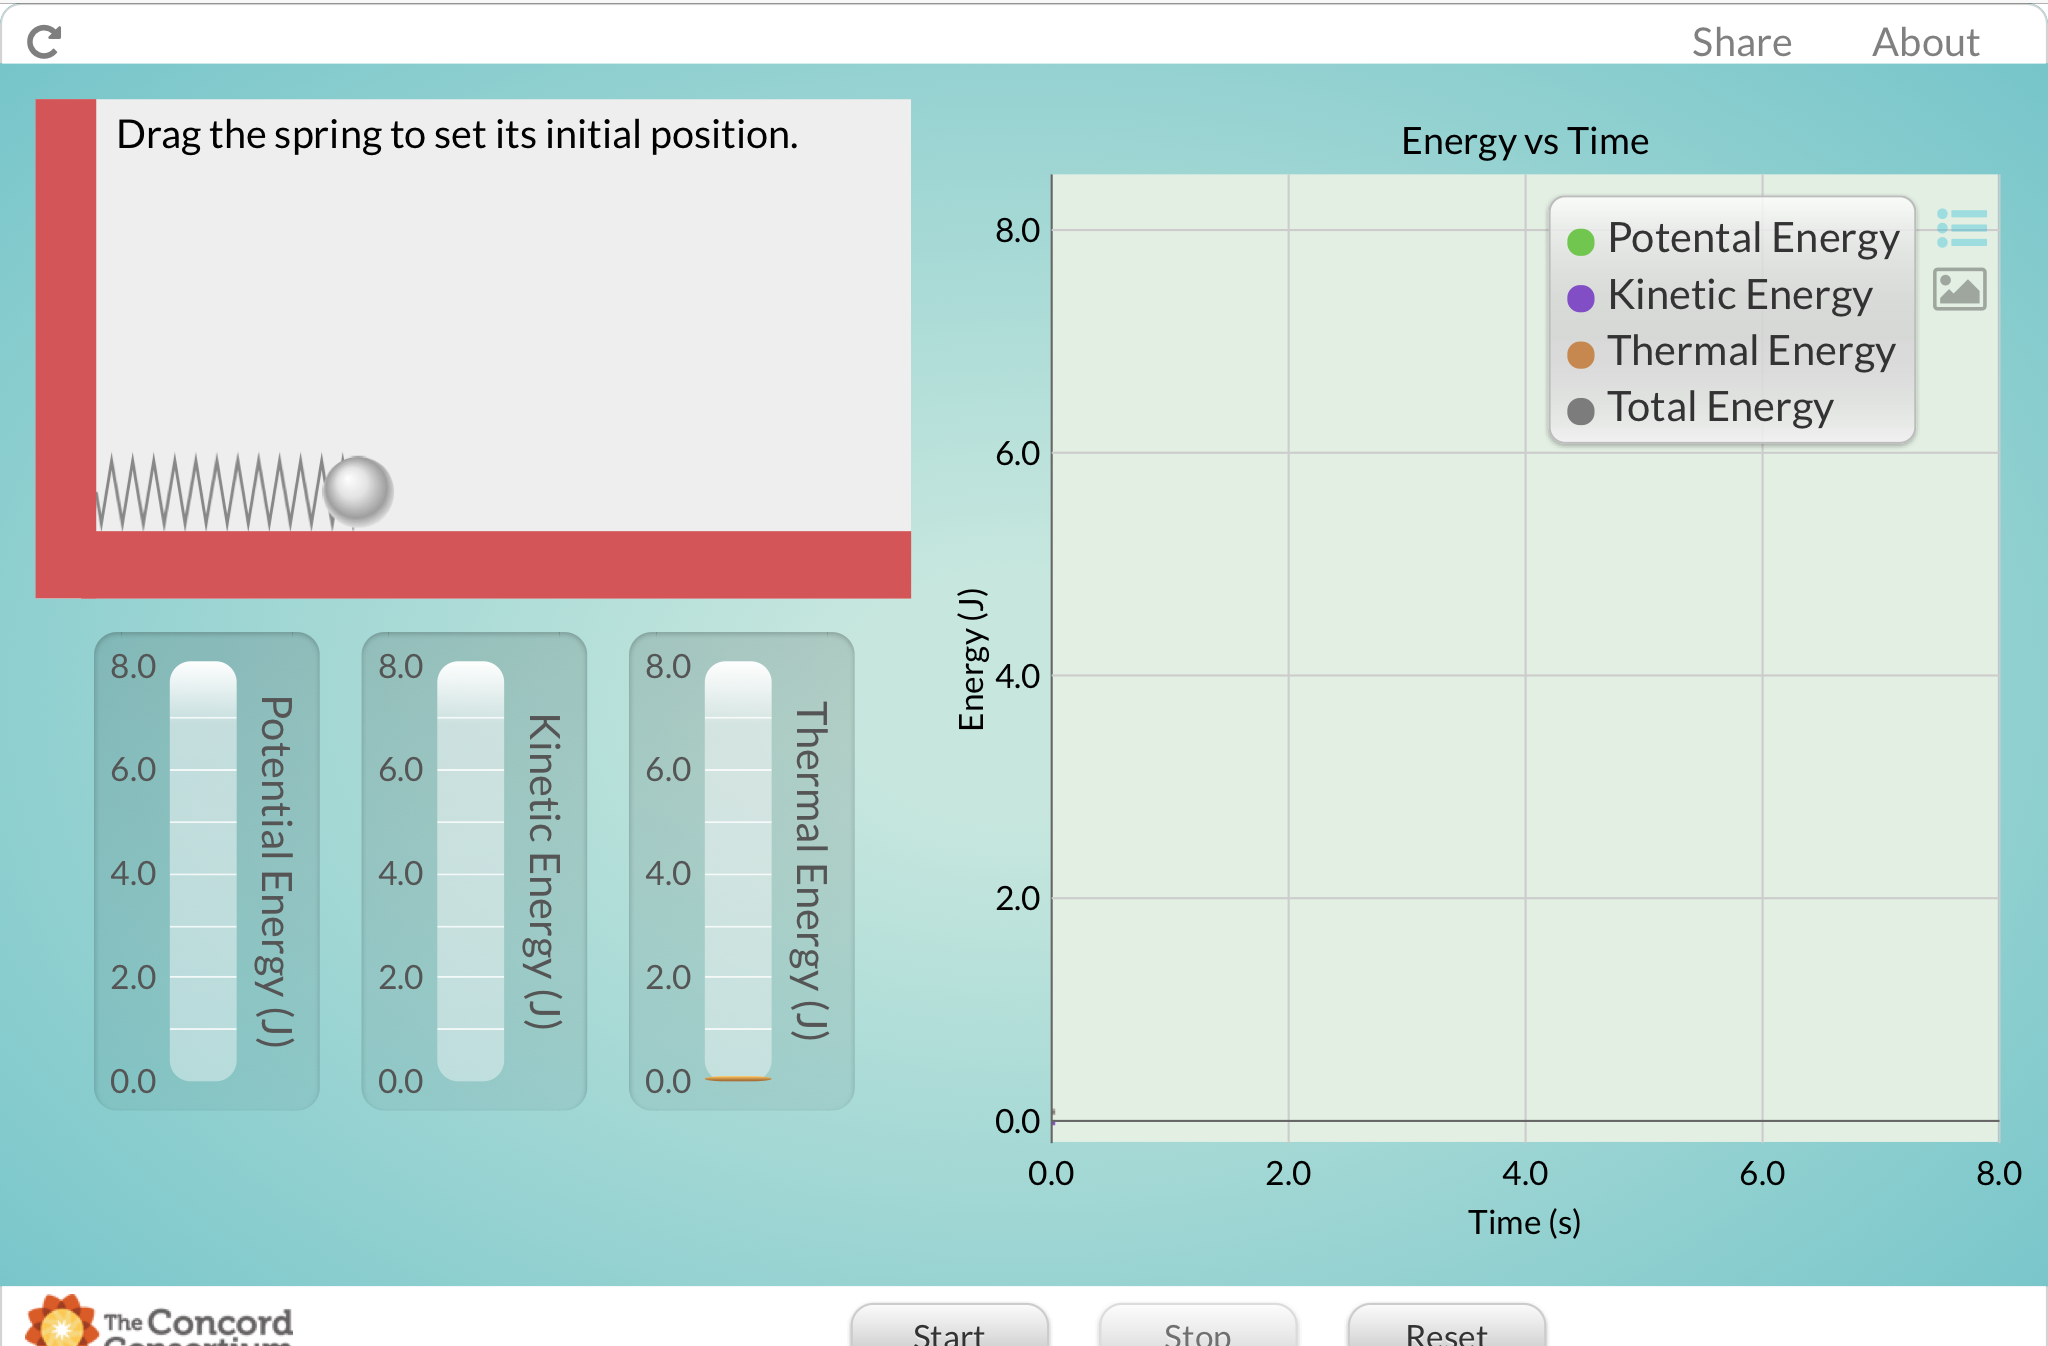 Share About
Drag the spring to set its initial position.
Energy vs Time
8.0
6.0
4.0
2.0
0.0
Energy (J)
Potental Energy
Kinetic Energy
Thermal Energy
Total Energy
0.0 2.0 4.0 6.0 8.0
Time (s)
8.0
6.0
4.0
2.0
0.0
Potential Energy (J)
8.0
6.0
4.0
2.0
0.0
Kinetic Energy (J)
8.0
6.0
4.0
2.0
0.0
Thermal Energy (J)
The Concord
Consortium
Start Stop Reset